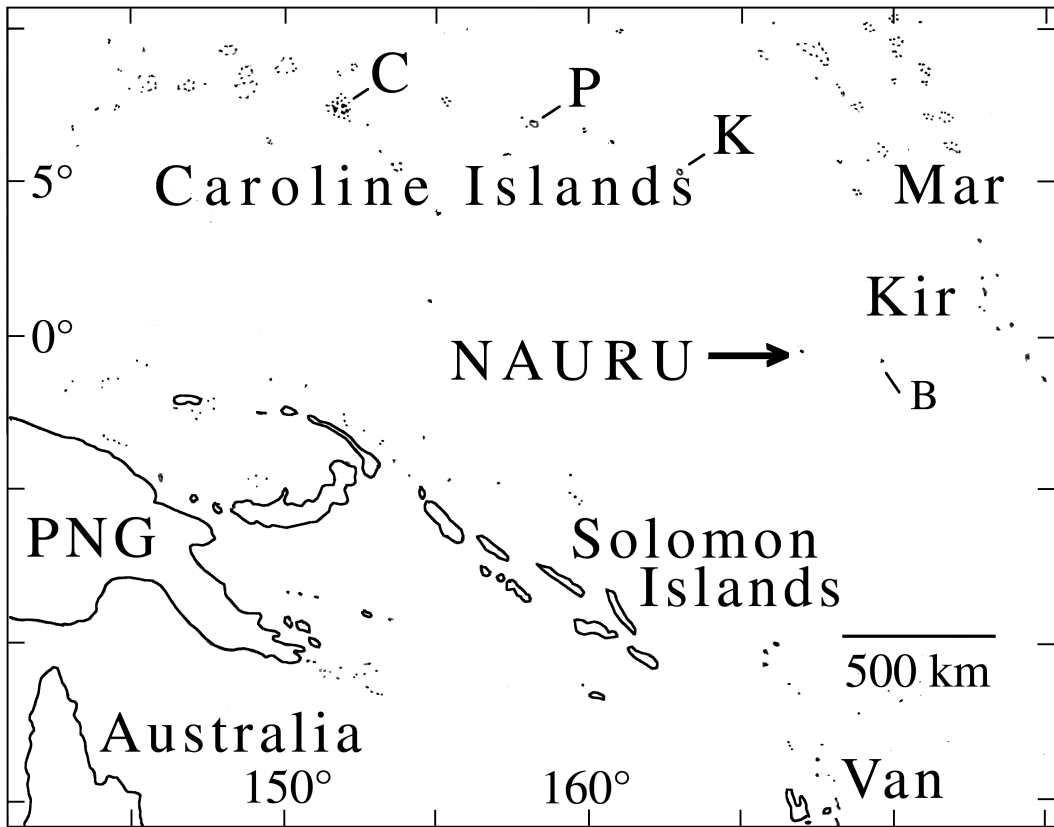 C
P
K
5°
Caroline Islands
Mar
Kir
0°
NAURU
B
PNG
Solomon
Islands
500 km
Australia
150°
160°
Van